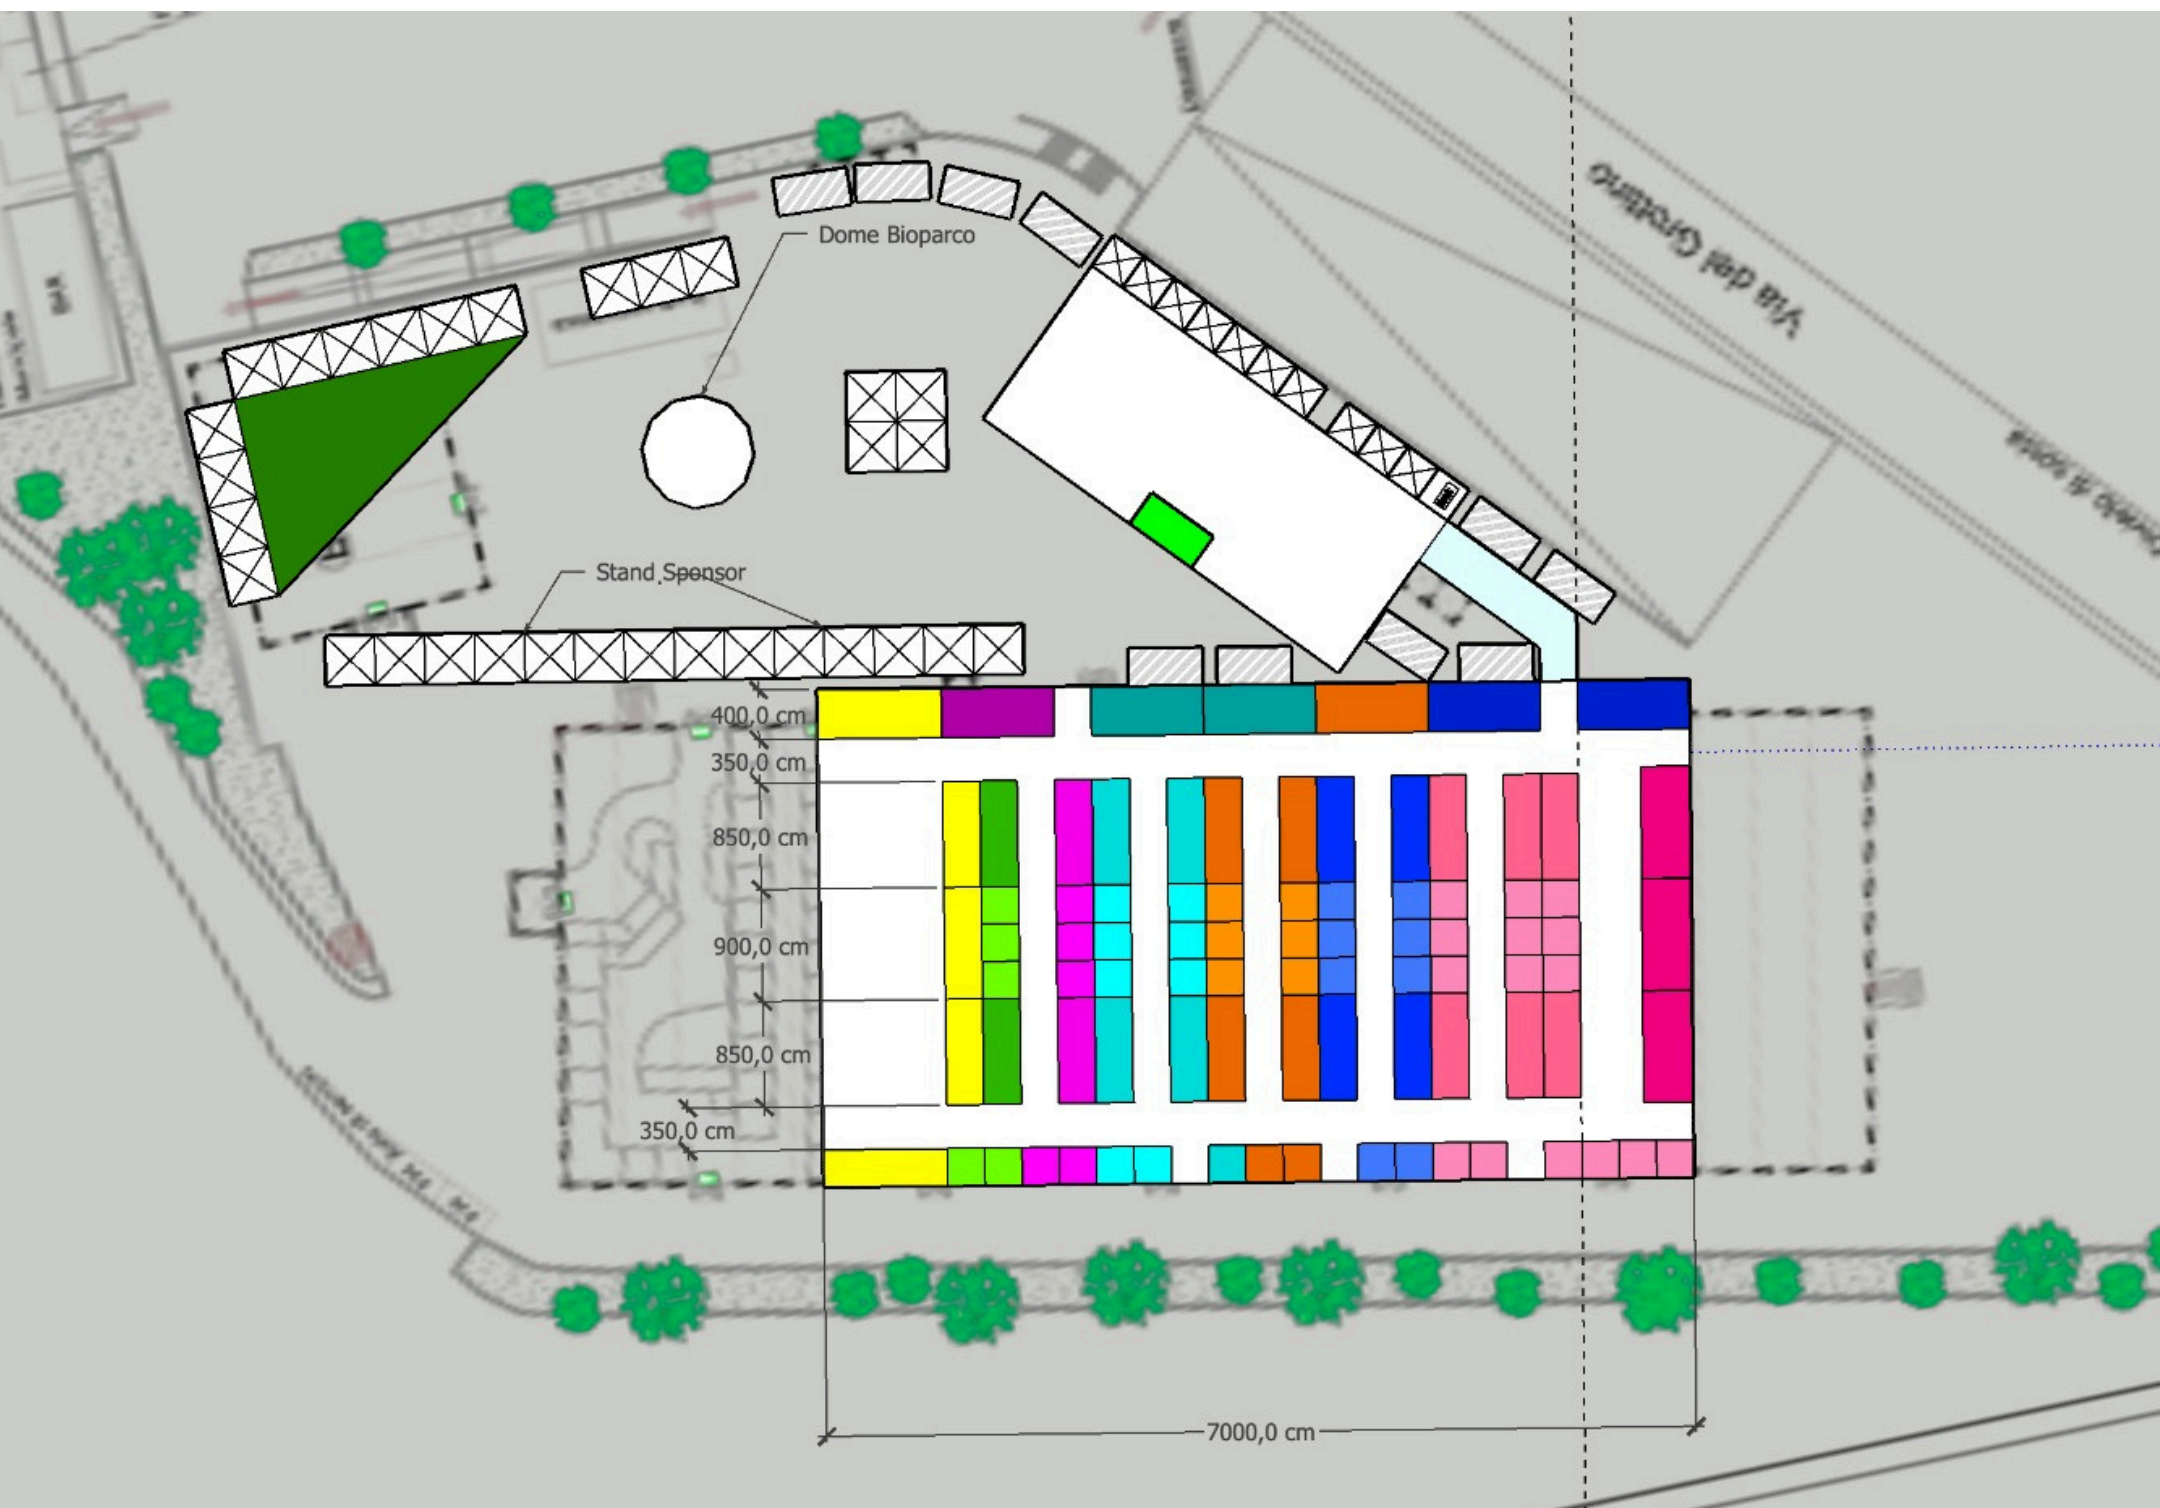 Via del Grottino
Dome Bioparco
Stand Sponsor
400,0 cm
350,0 cm
850,0 cm
900,0 cm
850,0 cm
350,0 cm
7000,0 cm